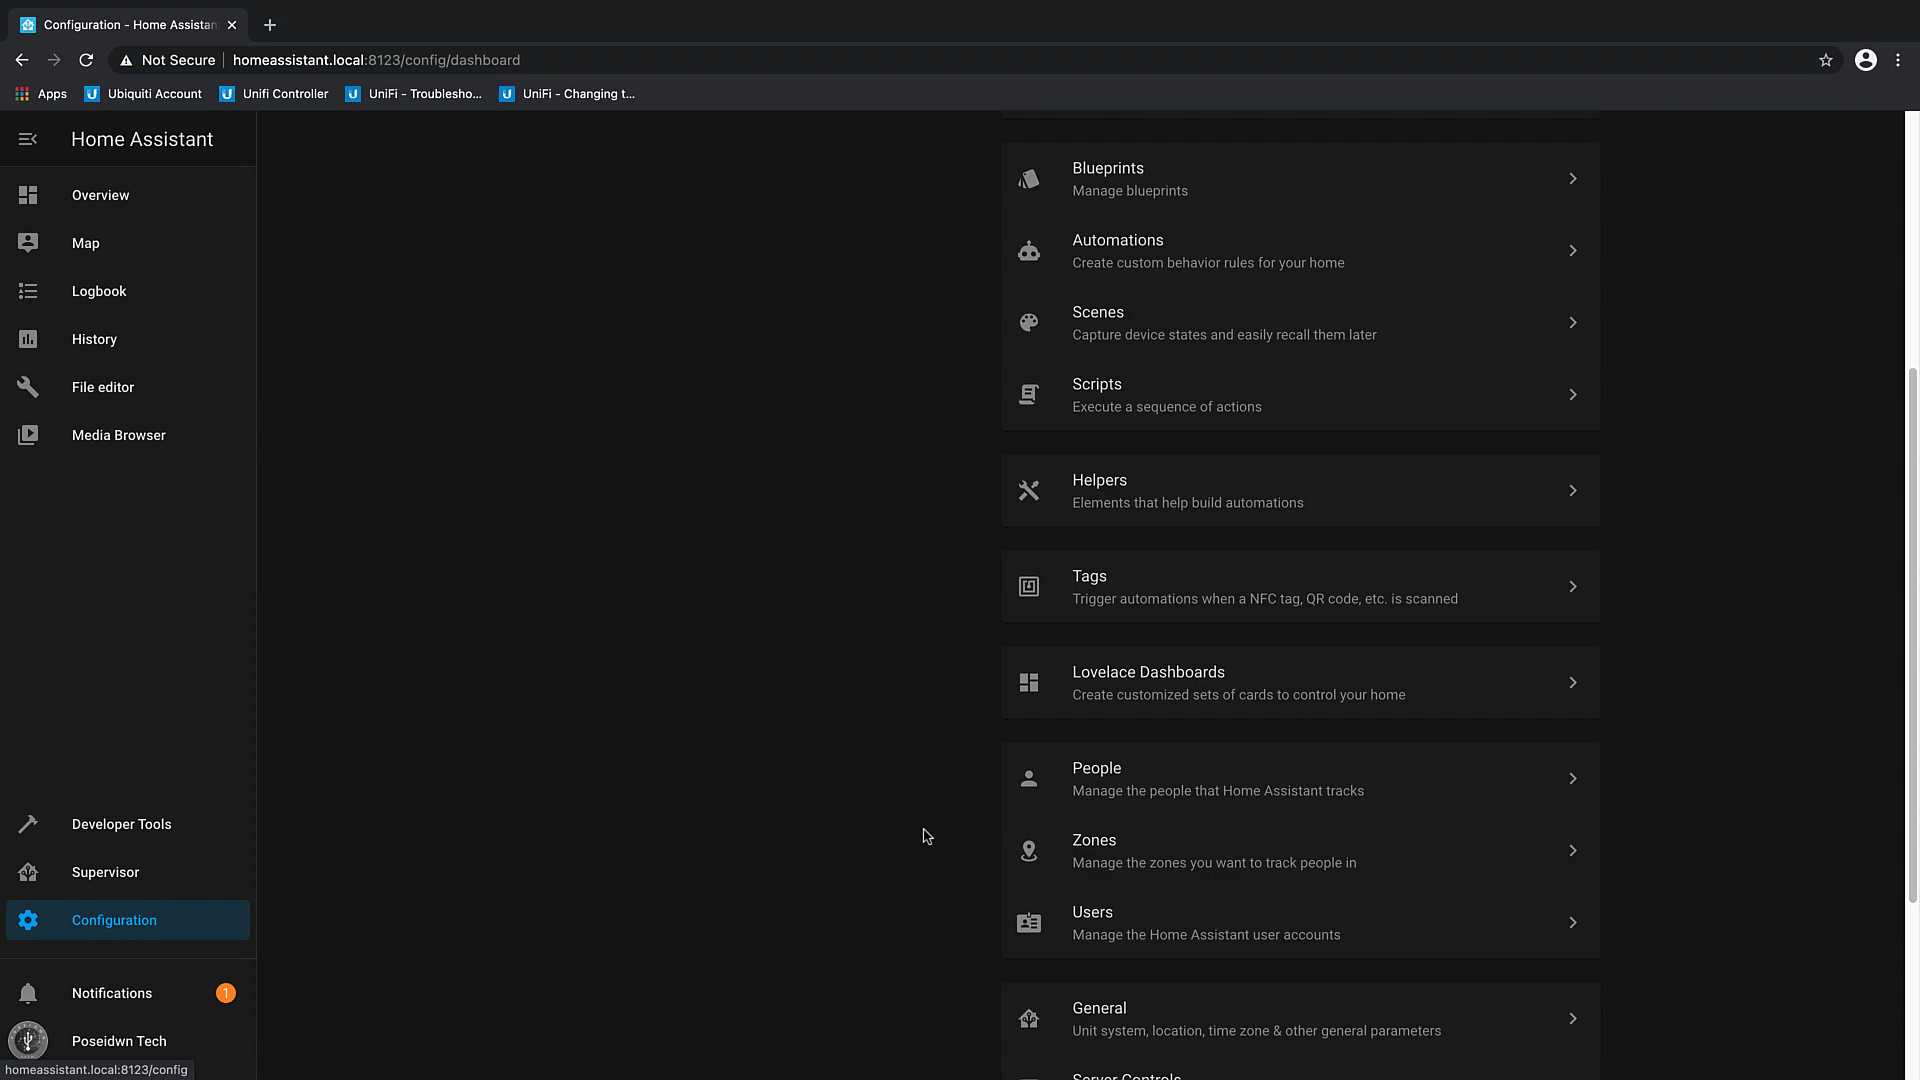 Configuration - Home Assistan
Not Secure
homeassistant.local:8123/config/dashboard
Apps
Ubiquiti Account
Unifi Controller
UniFi - Troublesho...
UniFi - Changing t...
Home Assistant
Overview
Map
Logbook
History
File editor
Media Browser
Developer Tools
Supervisor
Configuration
Notifications
1
Poseidwn Tech
homeassistant.local:8123/config
Blueprints
Manage blueprints
Automations
Create custom behavior rules for your home
Scenes
Capture device states and easily recall them later
Scripts
Execute a sequence of actions
Helpers
Elements that help build automations
Tags
Trigger automations when a NFC tag, QR code, etc. is scanned
Lovelace Dashboards
Create customized sets of cards to control your home
People
Manage the people that Home Assistant tracks
Zones
Manage the zones you want to track people in
Users
Manage the Home Assistant user accounts
General
Unit system, location, time zone & other general parameters
Server Controls